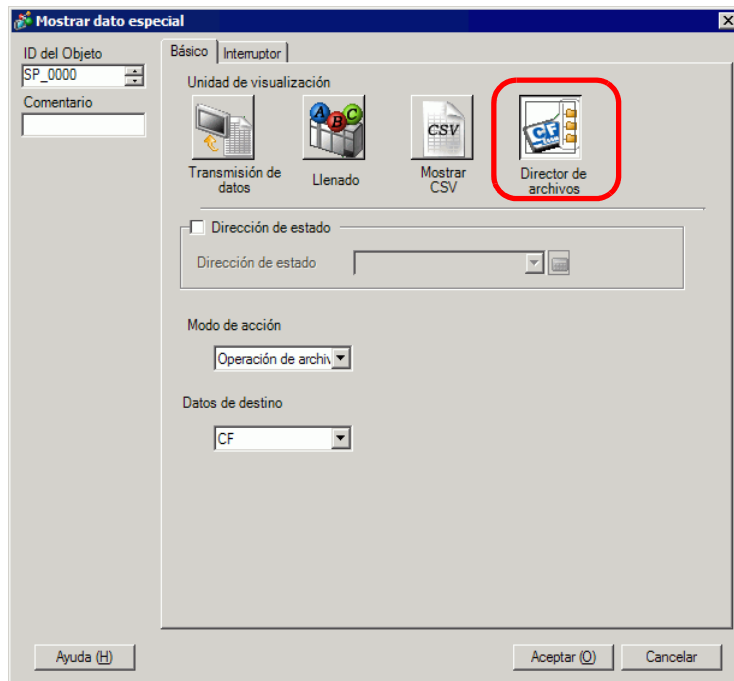 Mostrar dato especial
ID del Objeto
SP_0000
Comentario
Básico
Interruptor
Unidad de visualización
A B C
CSV
CF
Transmisión de
datos
Llenado
Mostrar
CSV
Director de
archivos
Dirección de estado
Dirección de estado
Modo de acción
Operación de archiv
Datos de destino
CF
Ayuda (H)
Aceptar (O)
Cancelar